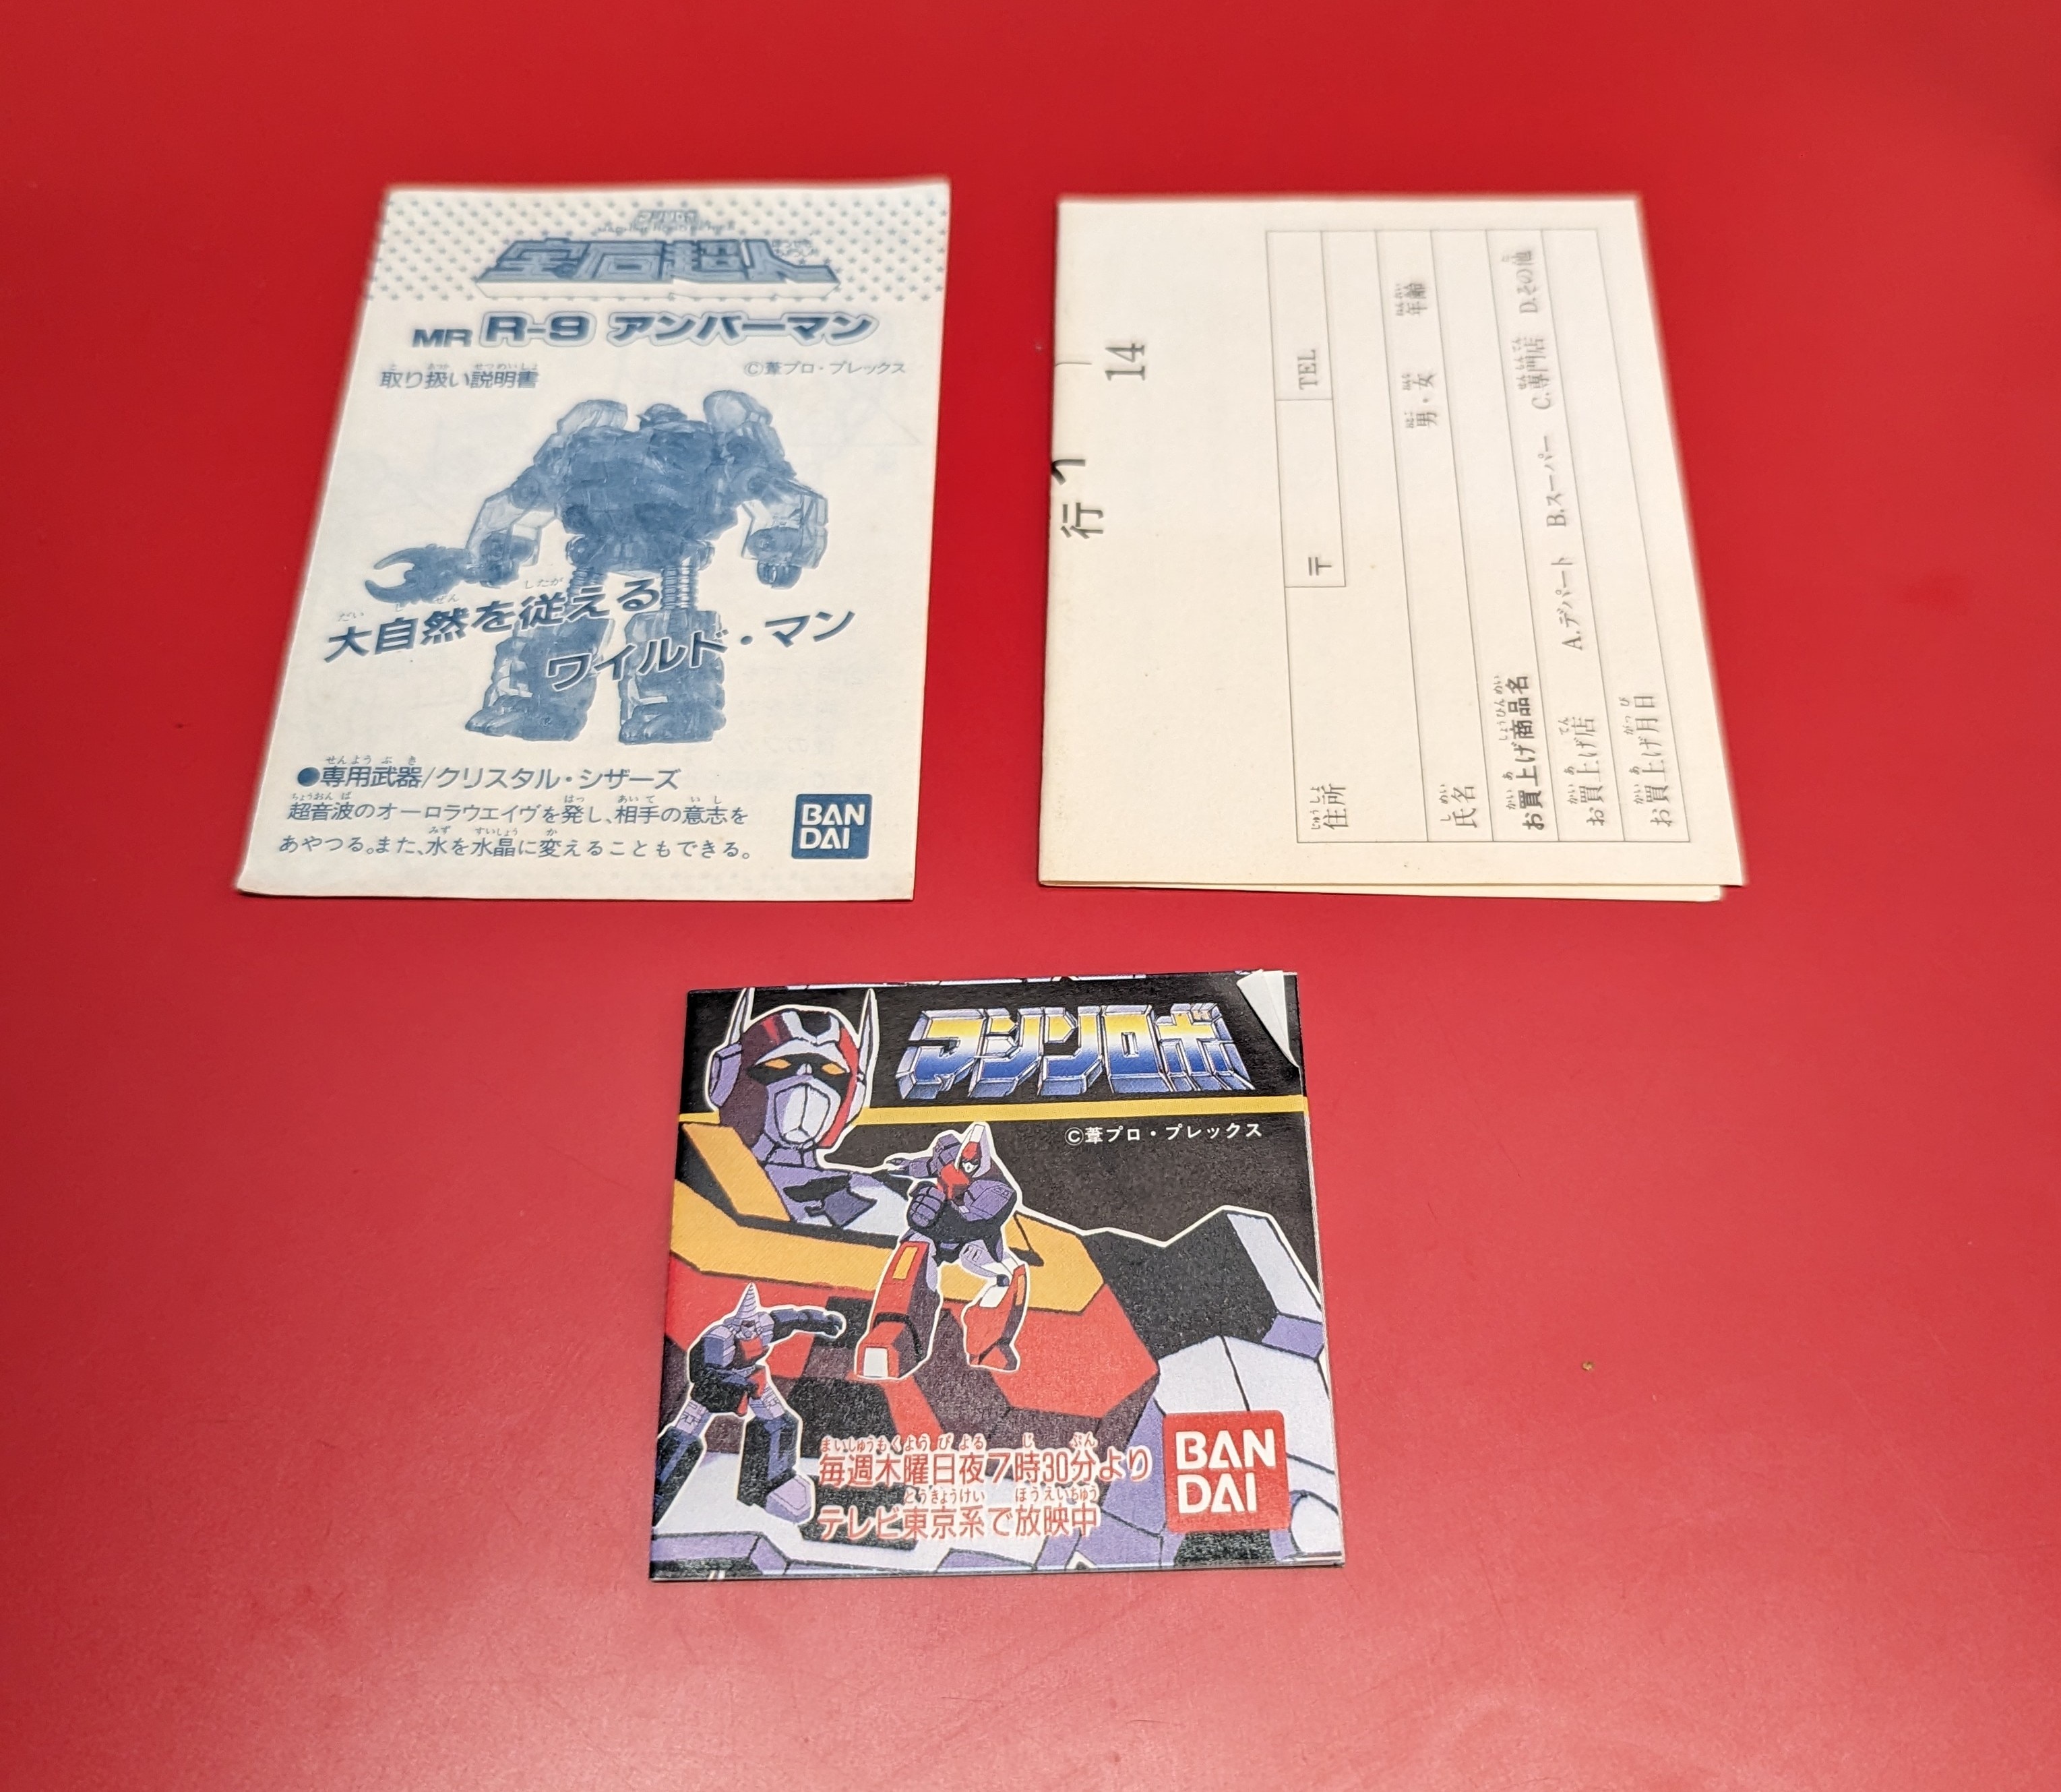 マシンロボ
宝石超人
MR R-9 アンバーマン
取り扱い説明書
©葦プロ・プレックス
大自然を従える
ワイルド・マン
●専用武器/クリスタル・シザーズ
超音波のオーロラウエイヴを発し、相手の意志を
あやつる。また、水を水晶に変えることもできる。
BAN
DAI
行
14
住所
〒
TEL
氏名
男・女
年齢
お買上げ商品名
お買上げ店 A.デパート B.スーパー C.専門店 D.その他
お買上げ月日
マシンロボ
©葦プロ・プレックス
毎週木曜日夜7時30分より
テレビ東京系で放映中
BAN
DAI